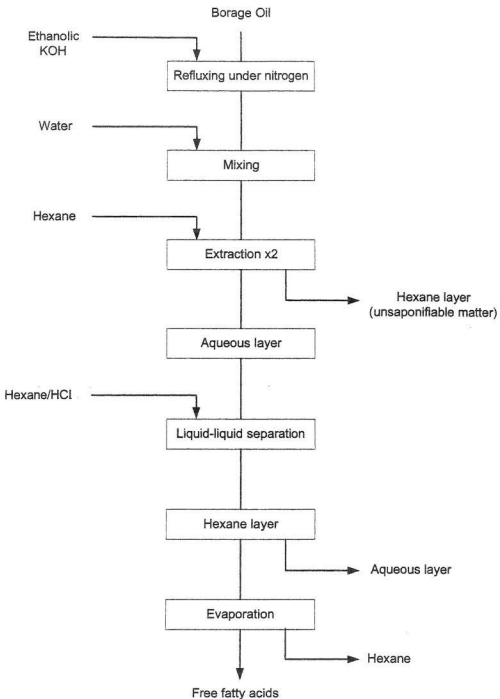 Borage Oil
Ethanolic
KOH
Refluxing under nitrogen
Water
Mixing
Hexane
Extraction x2
Hexane layer
(unsaponifiable matter)
Aqueous layer
Hexane/HCl
Liquid-liquid separation
Hexane layer
Aqueous layer
Evaporation
Hexane
Free fatty acids